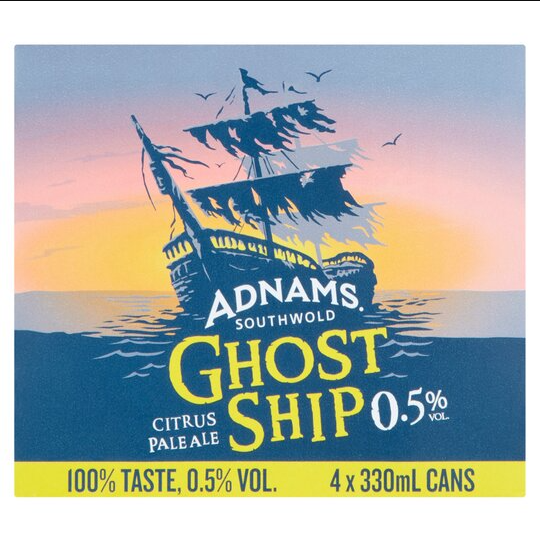 ADNAMS.
SOUTHWOLD
GHOST
SHIP 0.5% VOL.
CITRUS
PALE ALE
100% TASTE, 0.5% VOL. 4 x 330mL CANS